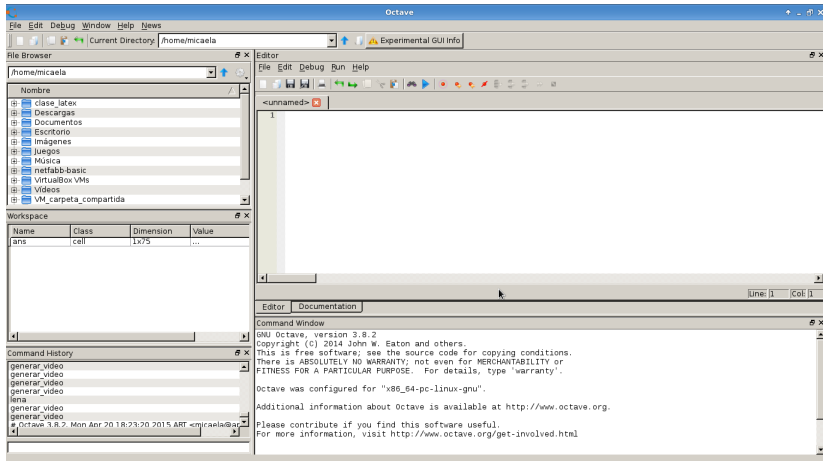 Octave
File Edit Debug Window Help News
Current Directory: /home/micaela
Experimental GUI Info
File Browser
/home/micaela
Nombre
clase_latex
Descargas
Documentos
Escritorio
Imágenes
Juegos
Música
netfabb-basic
VirtualBox VMs
Vídeos
VM_carpeta_compartida
Workspace
Name Class Dimension Value
ans cell 1x75 ...
Command History
generar_video
generar_video
generar_video
generar_video
lena
generar_video
generar_video
# Octave 3.8.2, Mon Apr 20 18:23:20 2015 ART <micaela@ar
Editor
File Edit Debug Run Help
<unnamed>
1
Line: 1 Col: 1
Editor Documentation
Command Window
GNU Octave, version 3.8.2
Copyright (C) 2014 John W. Eaton and others.
This is free software; see the source code for copying conditions.
There is ABSOLUTELY NO WARRANTY; not even for MERCHANTABILITY or
FITNESS FOR A PARTICULAR PURPOSE.  For details, type 'warranty'.
Octave was configured for "x86_64-pc-linux-gnu".
Additional information about Octave is available at http://www.octave.org.
Please contribute if you find this software useful.
For more information, visit http://www.octave.org/get-involved.html